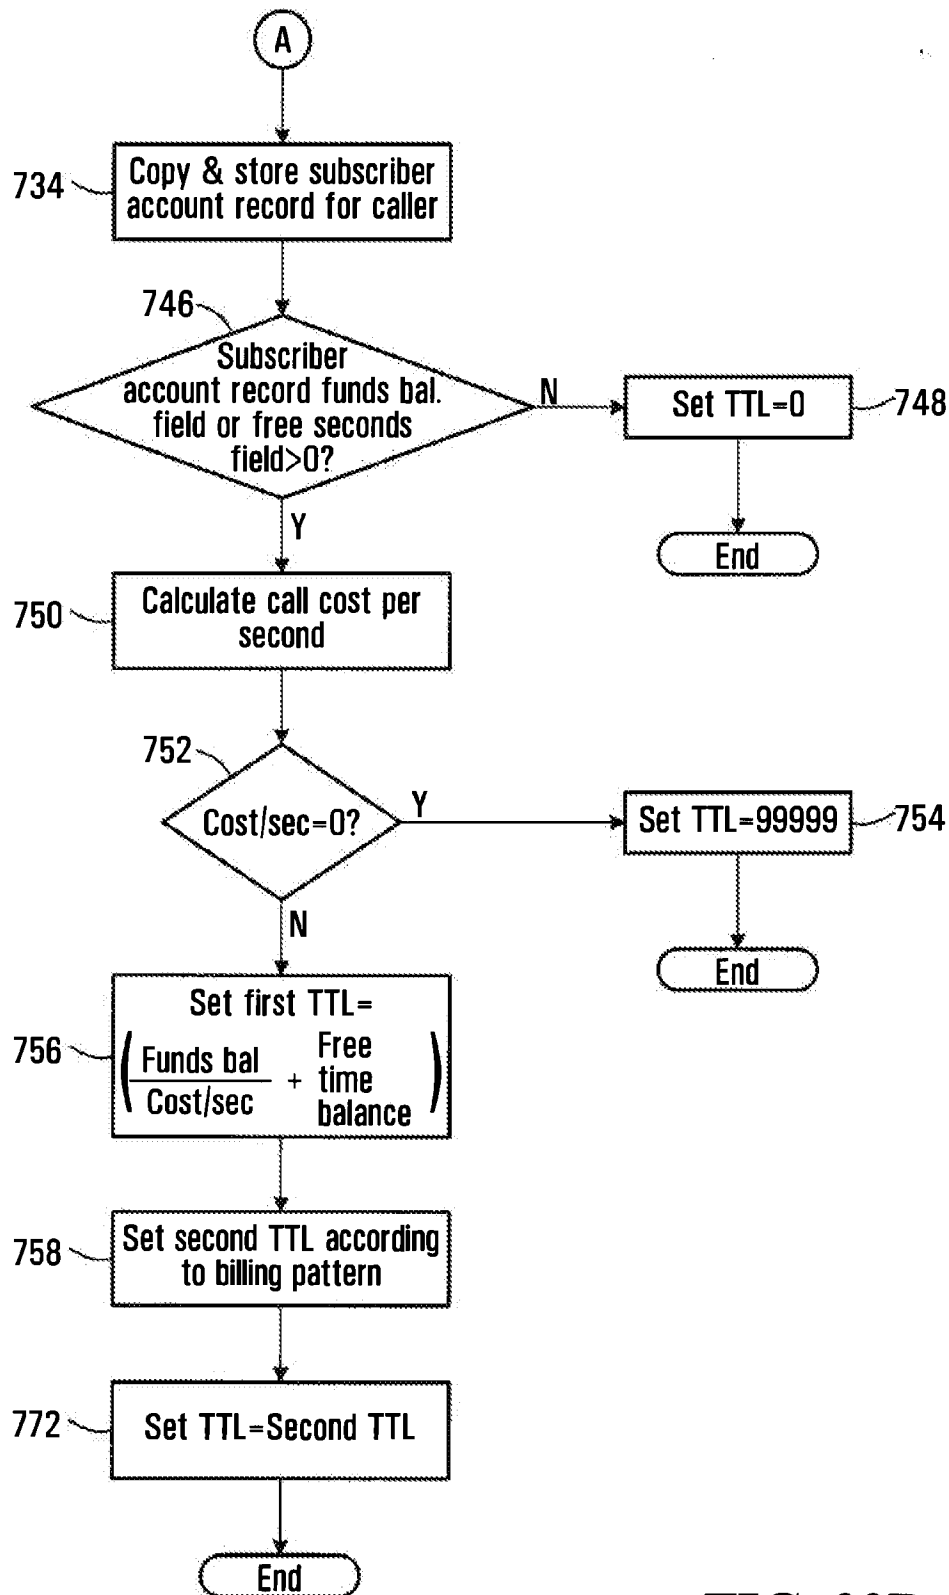 A
734
Copy & store subscriber
account record for caller
746
Subscriber
account record funds bal.
field or free seconds
field>0?
N
Set TTL=0
748
Y
End
750
Calculate call cost per
second
752
Cost/sec=0?
Y
Set TTL=99999
754
N
End
756
Set first TTL=
( Funds bal
Cost/sec
+
Free
time
balance )
758
Set second TTL according
to billing pattern
772
Set TTL=Second TTL
End